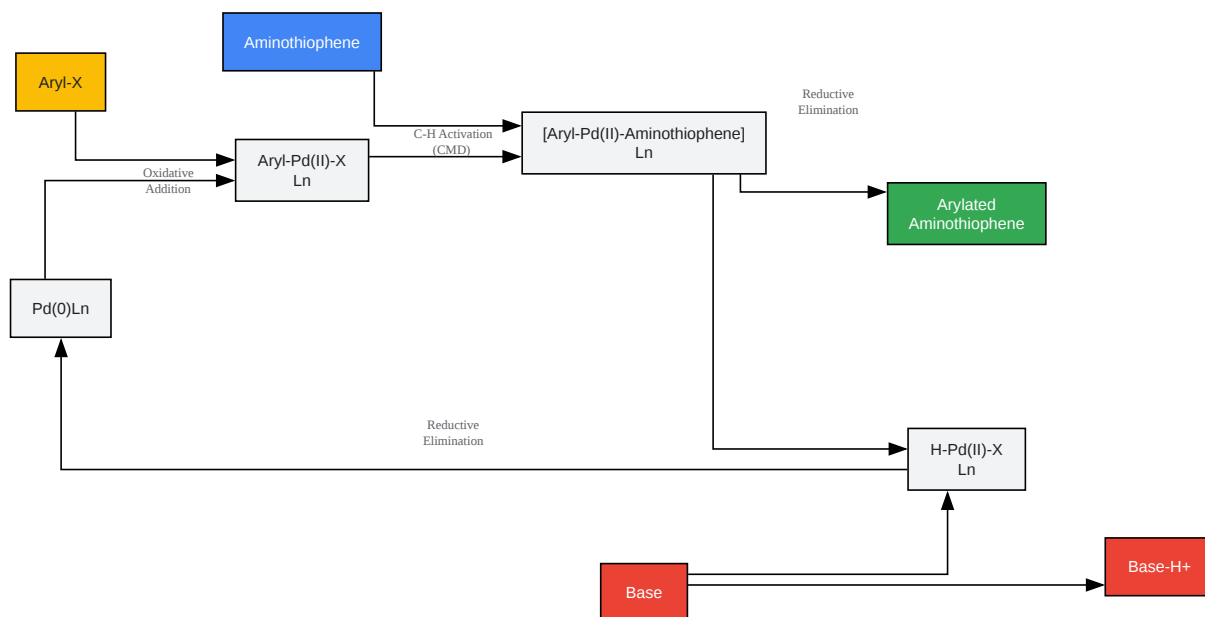 Aminothiophene
Aryl-X
Reductive
Elimination
C-H Activation
(CMD)
[Aryl-Pd(II)-Aminothiophene]
Ln
Aryl-Pd(II)-X
Ln
Oxidative
Addition
Arylated
Aminothiophene
Pd(0)Ln
Reductive
Elimination
H-Pd(II)-X
Ln
Base
Base-H+